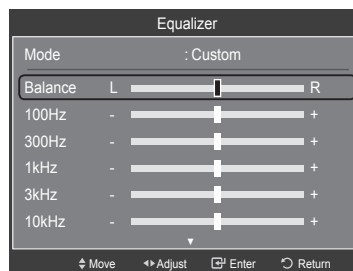 Equalizer
Mode : Custom
Balance L R
100Hz - +
300Hz - +
1kHz - +
3kHz - +
10kHz - +
Move Adjust Enter Return